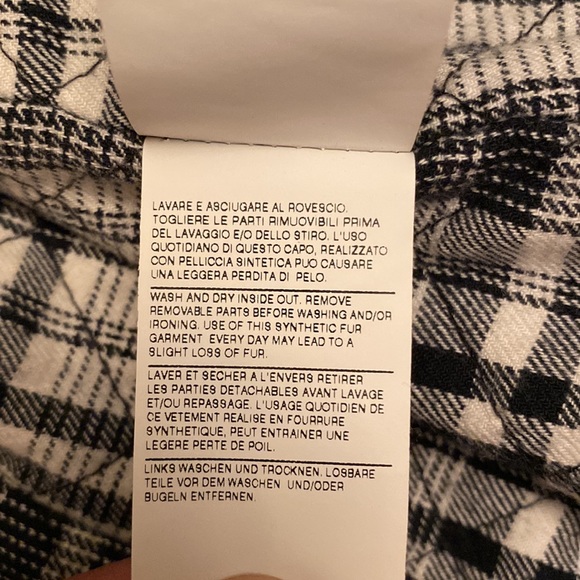 LAVARE E ASCIUGARE AL ROVESCIO.
TOGLIERE LE PARTI RIMUOVIBILI PRIMA
DEL LAVAGGIO E/O DELLO STIRO. L'USO
QUOTIDIANO DI QUESTO CAPO, REALIZZATO
CON PELLICCIA SINTETICA PUÒ CAUSARE
UNA LEGGERA PERDITA DI PELO.
WASH AND DRY INSIDE OUT. REMOVE
REMOVABLE PARTS BEFORE WASHING AND/OR
IRONING. USE OF THIS SYNTHETIC FUR
GARMENT EVERY DAY MAY LEAD TO A
SLIGHT LOSS OF FUR.
LAVER ET SECHER A L'ENVERS RETIRER
LES PARTIES DETACHABLES AVANT LAVAGE
ET/OU REPASSAGE. L'USAGE QUOTIDIEN DE
CE VETEMENT REALISE EN FOURRURE
SYNTHETIQUE, PEUT ENTRAINER UNE
LEGERE PERTE DE POIL.
LINKS WASCHEN UND TROCKNEN. LOSBARE
TEILE VOR DEM WASCHEN UND/ODER
BUGELN ENTFERNEN.